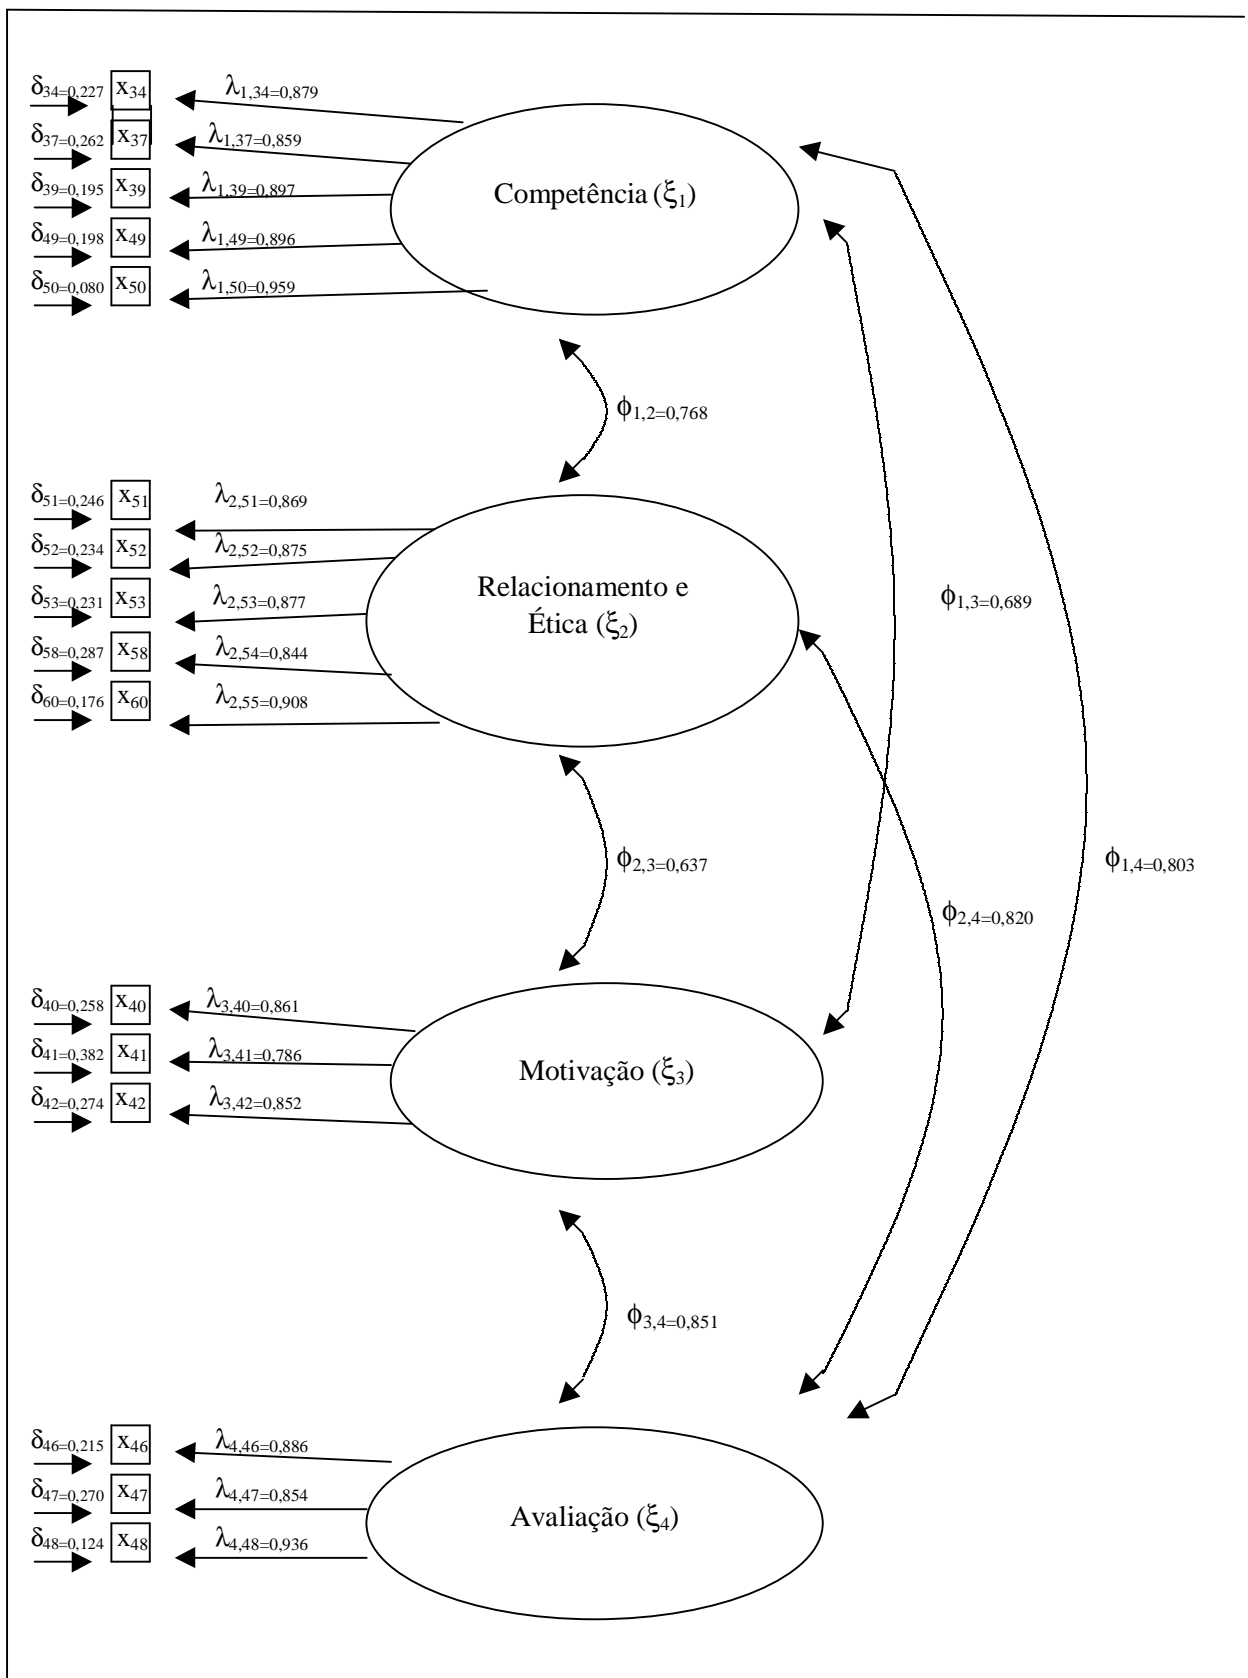 δ34=0,227 x34 λ1,34=0,879
δ37=0,262 x37 λ1,37=0,859
δ39=0,195 x39 λ1,39=0,897
Competência (ξ1)
δ49=0,198 x49 λ1,49=0,896
δ50=0,080 x50 λ1,50=0,959
ϕ1,2=0,768
δ51=0,246 x51 λ2,51=0,869
δ52=0,234 x52 λ2,52=0,875
δ53=0,231 x53 λ2,53=0,877
Relacionamento e
Ética (ξ2)
δ58=0,287 x58 λ2,54=0,844
δ60=0,176 x60 λ2,55=0,908
ϕ1,3=0,689
ϕ2,3=0,637
ϕ1,4=0,803
ϕ2,4=0,820
δ40=0,258 x40 λ3,40=0,861
δ41=0,382 x41 λ3,41=0,786
Motivação (ξ3)
δ42=0,274 x42 λ3,42=0,852
ϕ3,4=0,851
δ46=0,215 x46 λ4,46=0,886
δ47=0,270 x47 λ4,47=0,854
Avaliação (ξ4)
δ48=0,124 x48 λ4,48=0,936